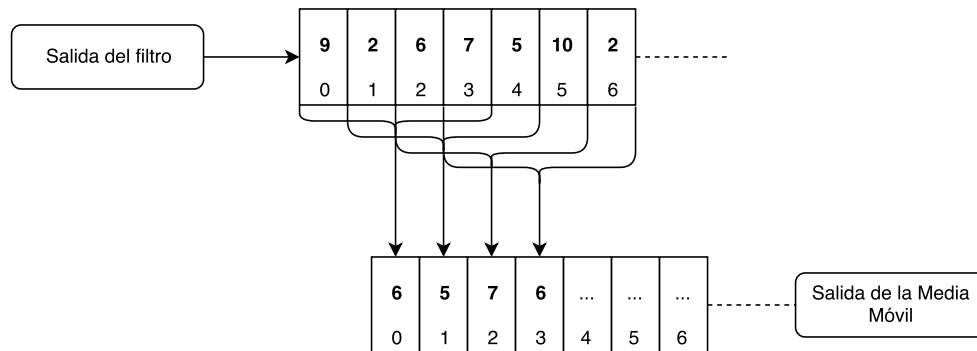 9 2 6 7 5 10 2
Salida del filtro
0 1 2 3 4 5 6
6 5 7 6 ... ... ...
Salida de la Media
Móvil
0 1 2 3 4 5 6